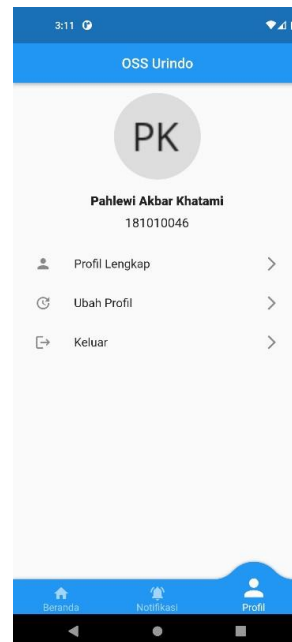 3:11
OSS Urindo
PK
Pahlewi Akbar Khatami
181010046
Profil Lengkap
Ubah Profil
Keluar
Beranda Notifikasi Profil